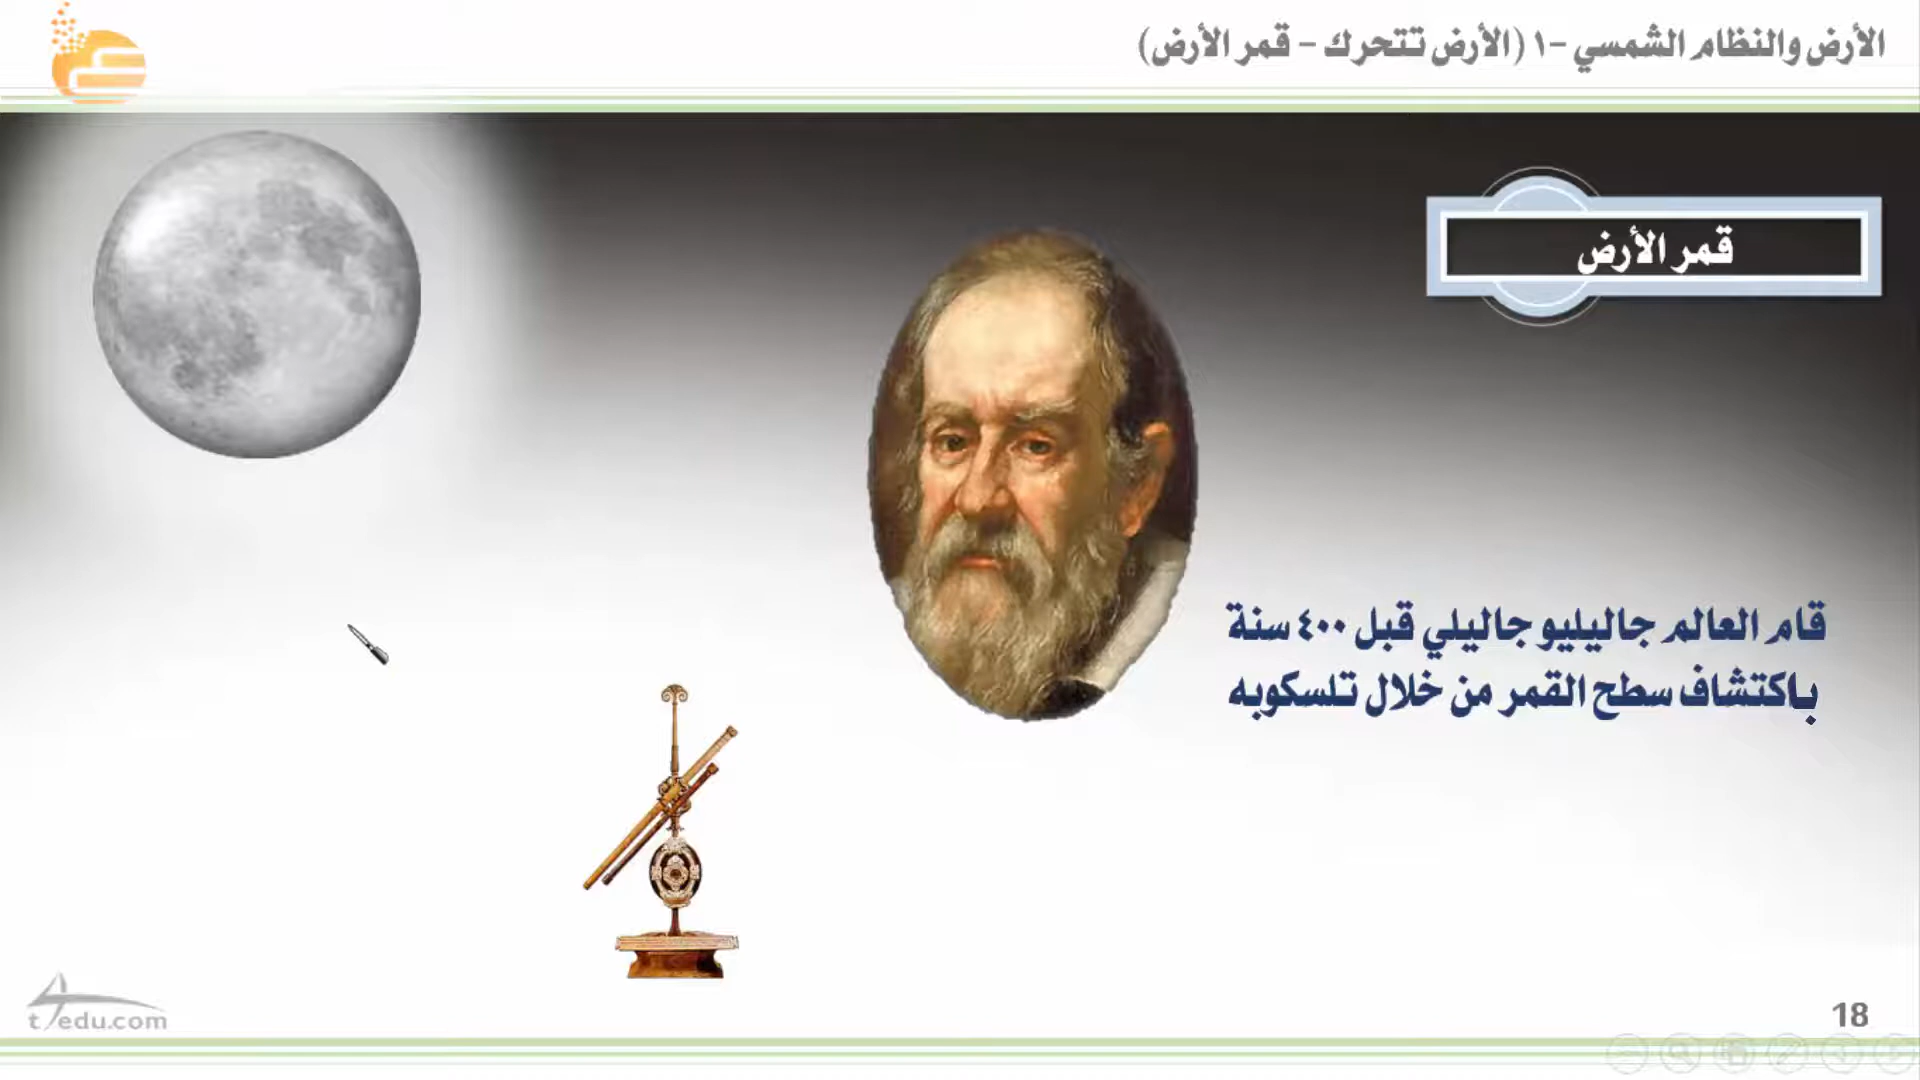 الأرض والنظام الشمسي -١ (الأرض تتحرك - قمر الأرض)
قمر الأرض
قام العالم جاليليو جاليلي قبل ٤٠٠ سنة
باكتشاف سطح القمر من خلال تلسكوبه
t4edu.com
18